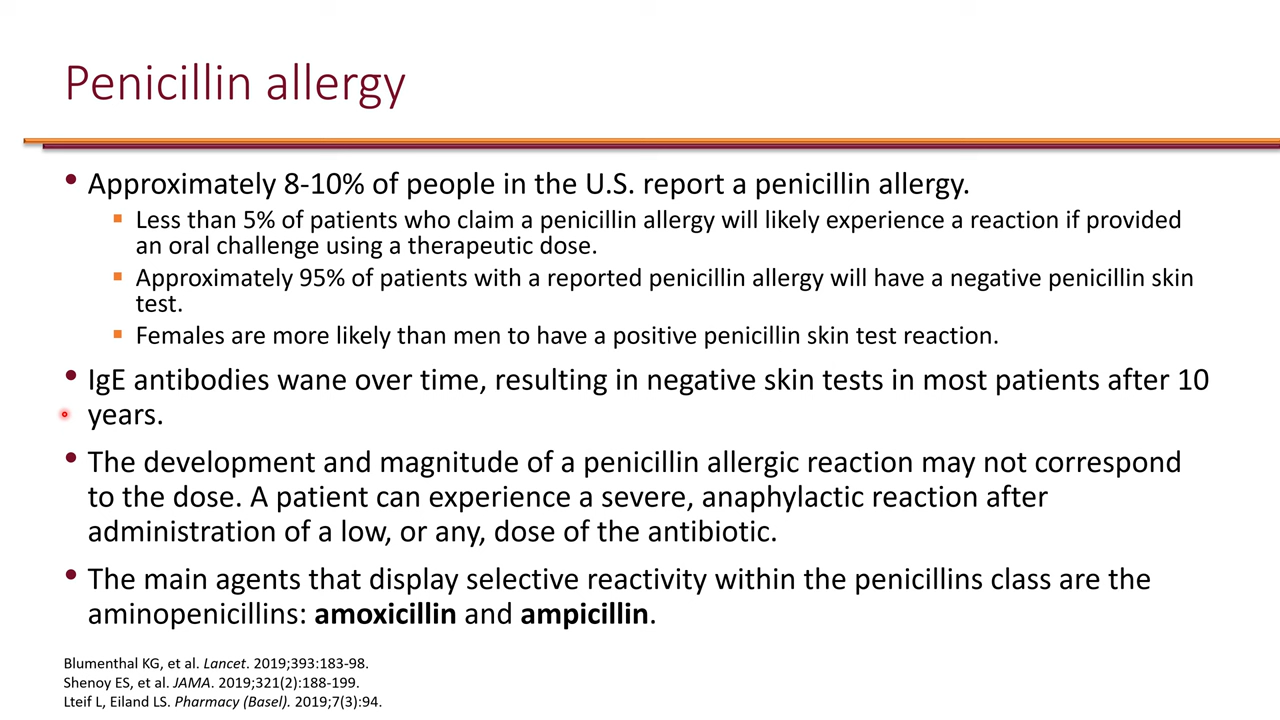 Penicillin allergy
• Approximately 8-10% of people in the U.S. report a penicillin allergy.
▪ Less than 5% of patients who claim a penicillin allergy will likely experience a reaction if provided
an oral challenge using a therapeutic dose.
▪ Approximately 95% of patients with a reported penicillin allergy will have a negative penicillin skin
test.
▪ Females are more likely than men to have a positive penicillin skin test reaction.
• IgE antibodies wane over time, resulting in negative skin tests in most patients after 10
years.
• The development and magnitude of a penicillin allergic reaction may not correspond
to the dose. A patient can experience a severe, anaphylactic reaction after
administration of a low, or any, dose of the antibiotic.
• The main agents that display selective reactivity within the penicillins class are the
aminopenicillins: amoxicillin and ampicillin.
Blumenthal KG, et al. Lancet. 2019;393:183-98.
Shenoy ES, et al. JAMA. 2019;321(2):188-199.
Lteif L, Eiland LS. Pharmacy (Basel). 2019;7(3):94.